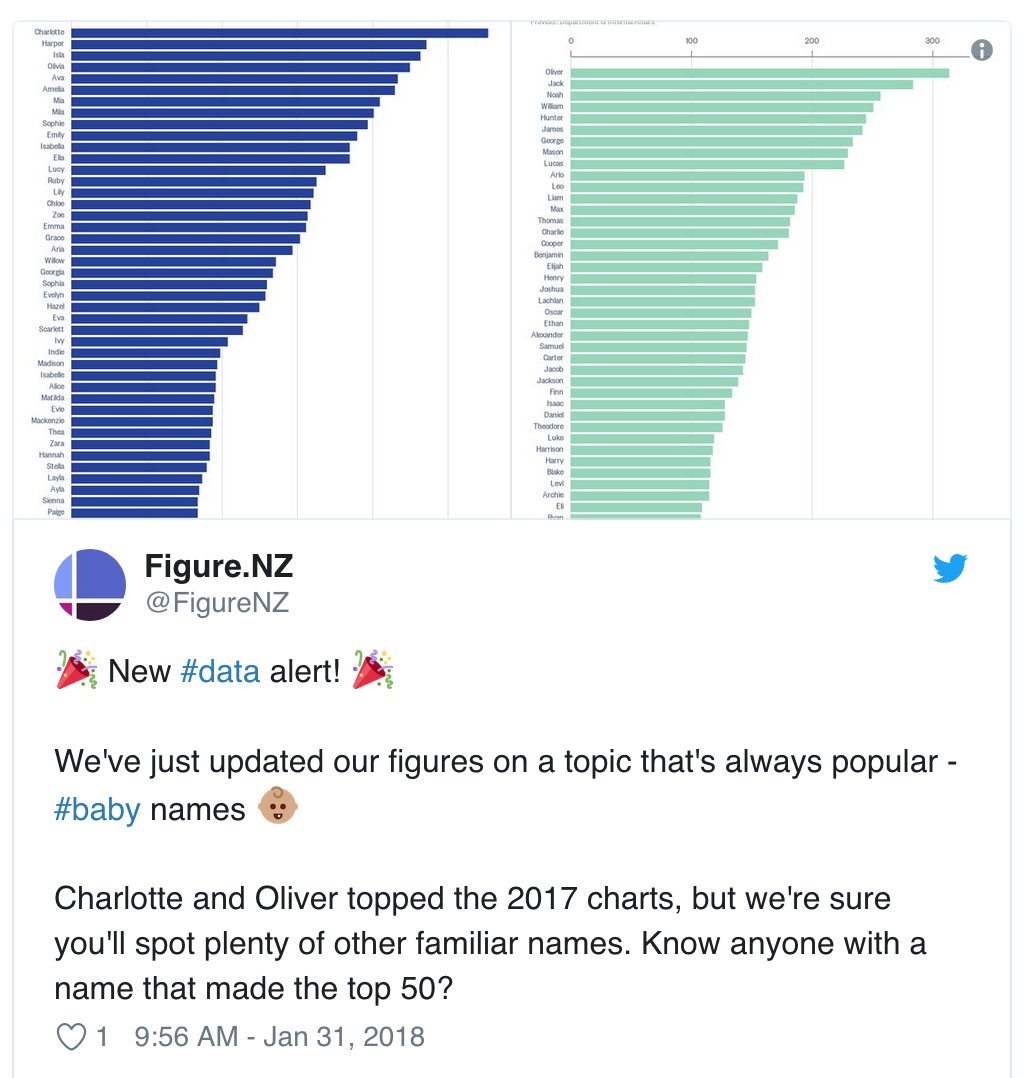 Charlotte
Harper
Isla
Olivia
Ava
Amelia
Mia
Mila
Sophie
Emily
Isabella
Ella
Lucy
Ruby
Lily
Chloe
Zoe
Emma
Grace
Aria
Willow
Georgia
Sophia
Evelyn
Hazel
Eva
Scarlett
Ivy
Indie
Madison
Isabelle
Alice
Matilda
Evie
Mackenzie
Thea
Zara
Hannah
Stella
Layla
Ayla
Sienna
Paige
Provider: Department of Internal Affairs
0 100 200 300
Oliver
Jack
Noah
William
Hunter
James
George
Mason
Lucas
Arlo
Leo
Liam
Max
Thomas
Charlie
Cooper
Benjamin
Elijah
Henry
Joshua
Lachlan
Oscar
Ethan
Alexander
Samuel
Carter
Jacob
Jackson
Finn
Isaac
Daniel
Theodore
Luke
Harrison
Harry
Blake
Levi
Archie
Eli
Ryan
Figure.NZ
@FigureNZ
🎉 New #data alert! 🎉
We've just updated our figures on a topic that's always popular -
#baby names 👶🏽
Charlotte and Oliver topped the 2017 charts, but we're sure
you'll spot plenty of other familiar names. Know anyone with a
name that made the top 50?
1 9:56 AM - Jan 31, 2018